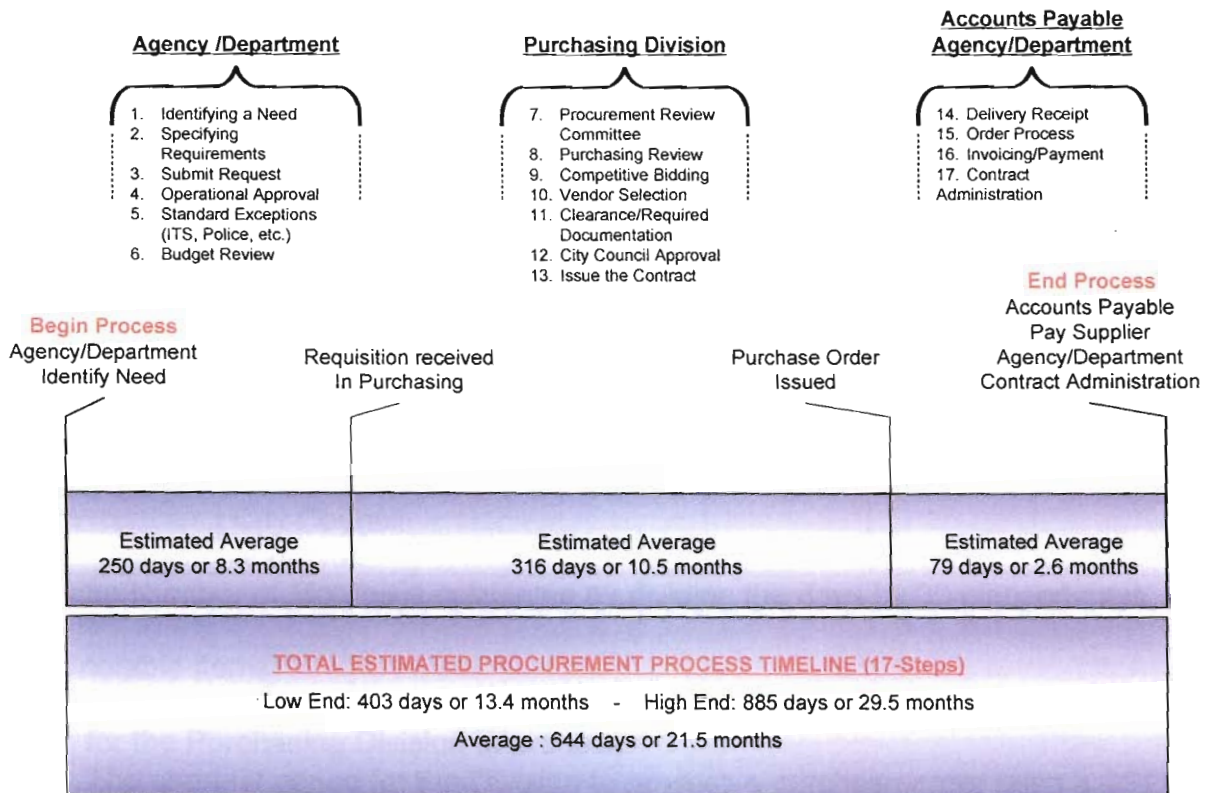 Agency /Department
1. Identifying a Need
2. Specifying
Requirements
3. Submit Request
4. Operational Approval
5. Standard Exceptions
(ITS, Police, etc.)
6. Budget Review
Purchasing Division
7. Procurement Review
Committee
8. Purchasing Review
9. Competitive Bidding
10. Vendor Selection
11. Clearance/Required
Documentation
12. City Council Approval
13. Issue the Contract
Accounts Payable
Agency/Department
14. Delivery Receipt
15. Order Process
16. Invoicing/Payment
17. Contract
Administration
Begin Process
Agency/Department
Identify Need
Requisition received
In Purchasing
Purchase Order
Issued
End Process
Accounts Payable
Pay Supplier
Agency/Department
Contract Administration
Estimated Average
250 days or 8.3 months
Estimated Average
316 days or 10.5 months
Estimated Average
79 days or 2.6 months
TOTAL ESTIMATED PROCUREMENT PROCESS TIMELINE (17-Steps)
Low End: 403 days or 13.4 months - High End: 885 days or 29.5 months
Average : 644 days or 21.5 months